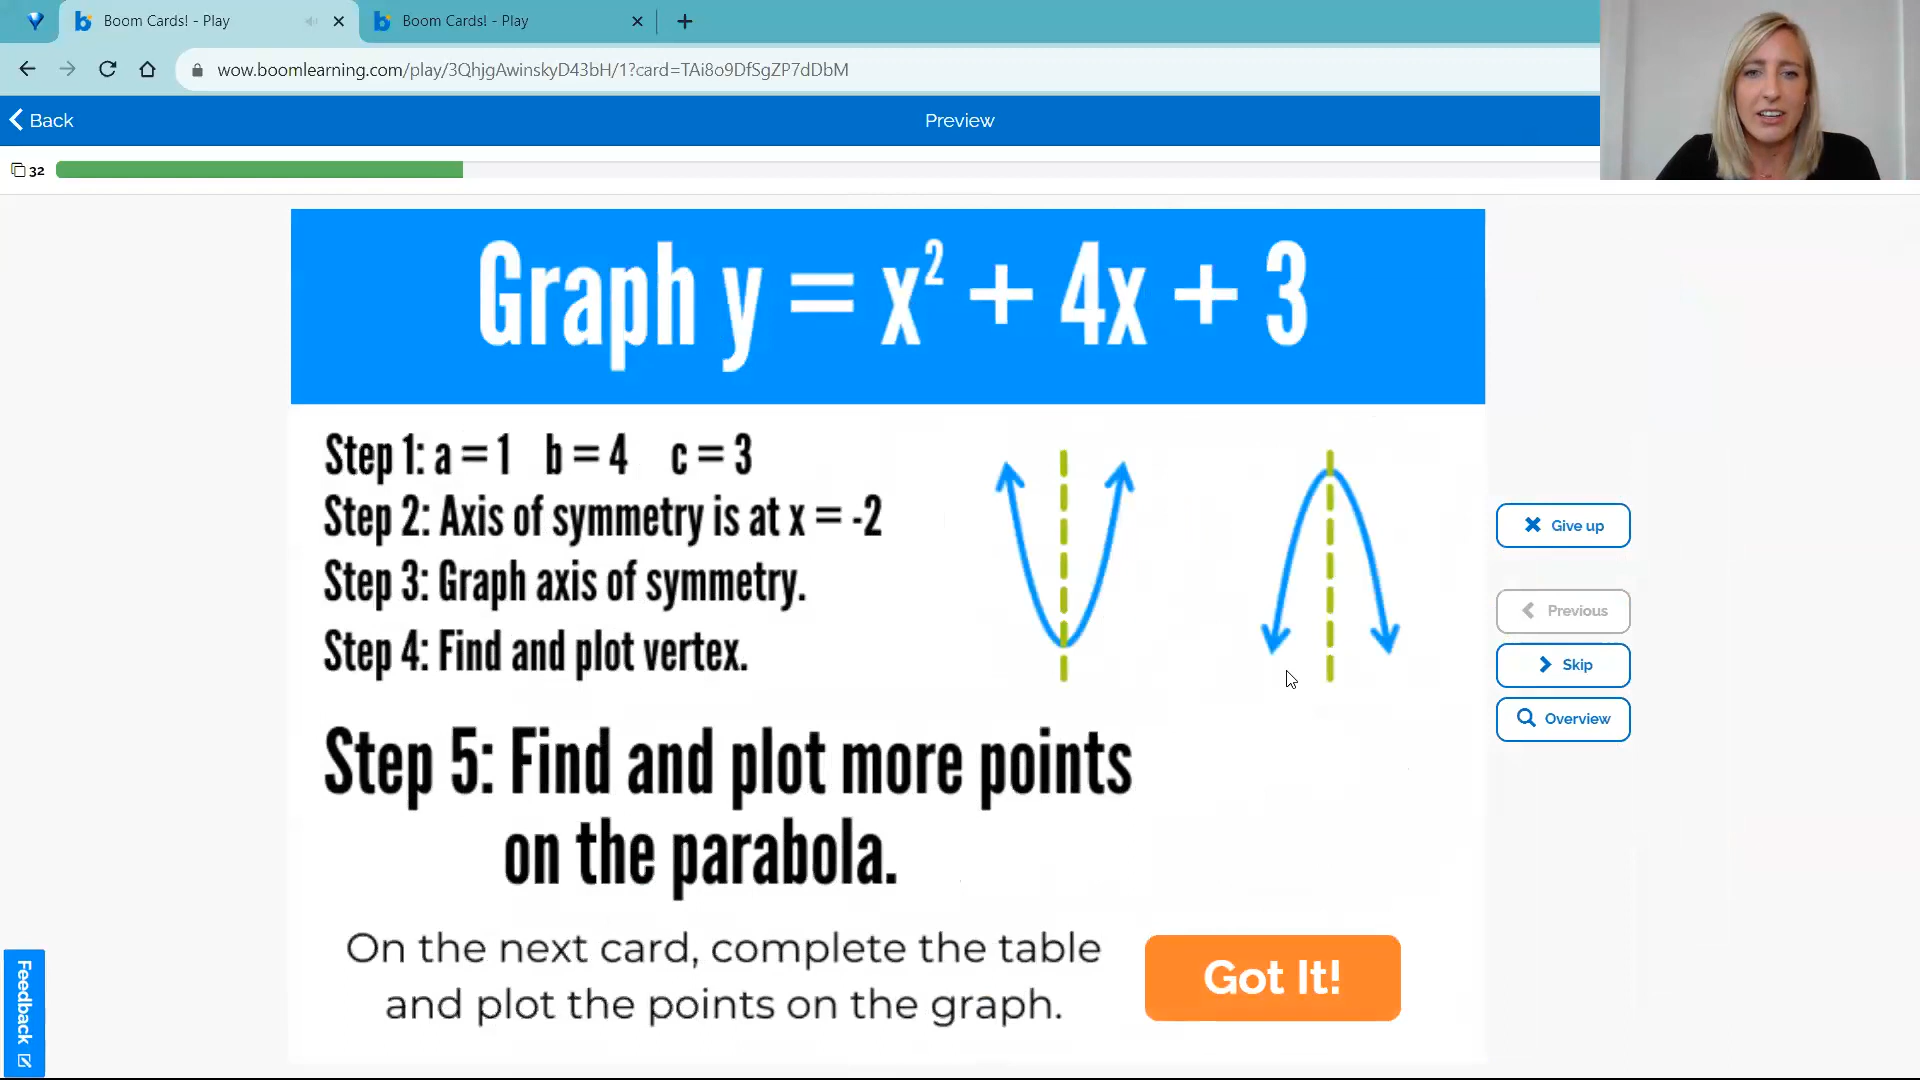 Boom Cards! - Play
Boom Cards! - Play
wow.boomlearning.com/play/3QhjgAwinskyD43bH/1?card=TAi8o9DfSgZP7dDbM
Back
Preview
32
Graph y = x² + 4x + 3
Step 1: a = 1 b = 4 c = 3
Step 2: Axis of symmetry is at x = -2
Step 3: Graph axis of symmetry.
Step 4: Find and plot vertex.
Step 5: Find and plot more points
on the parabola.
On the next card, complete the table
and plot the points on the graph.
Got It!
Give up
Previous
Skip
Overview
Feedback